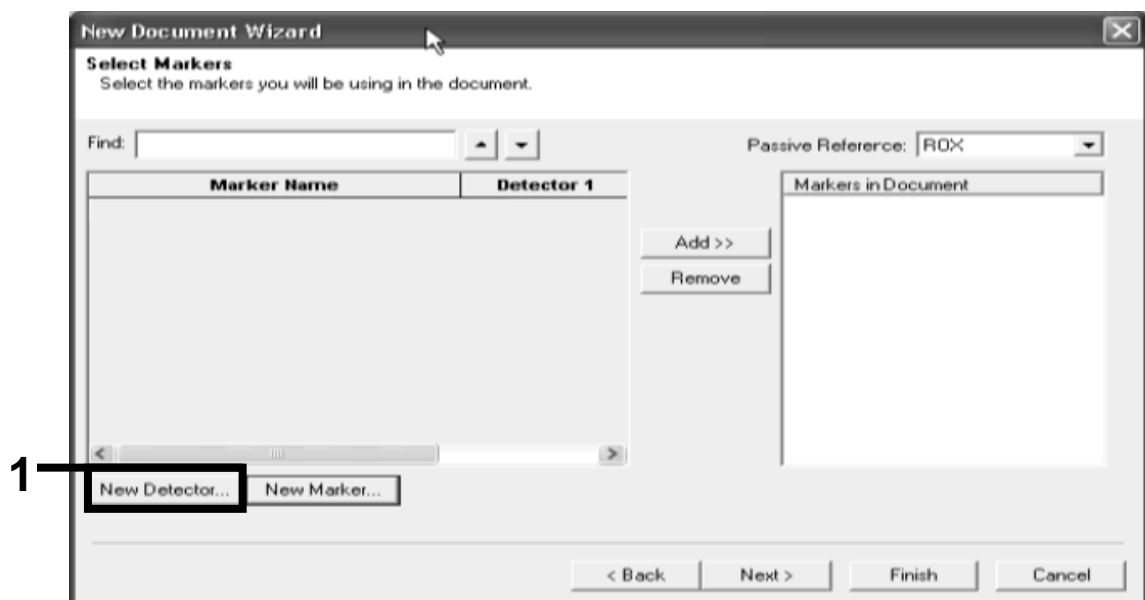 New Document Wizard
Select Markers
Select the markers you will be using in the document.
Find:
Passive Reference: ROX
Marker Name Detector 1
Markers in Document
Add >>
Remove
1
New Detector... New Marker...
< Back Next > Finish Cancel